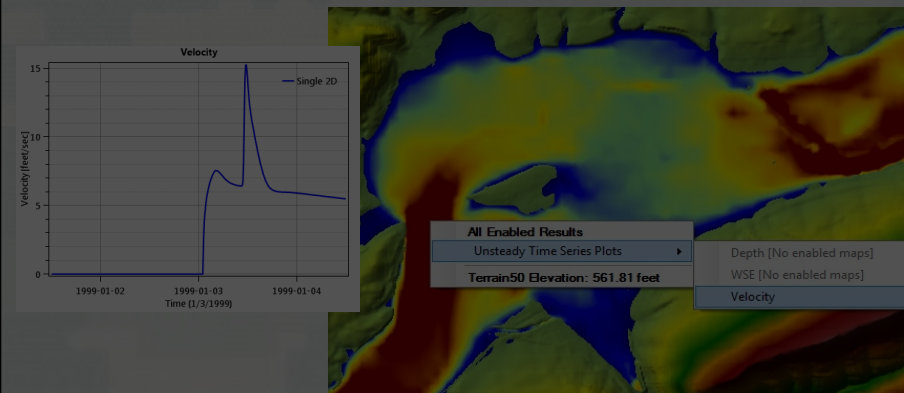 Velocity
15
10
5
0
Velocity[feet/sec]
Single 2D
1999-01-02
1999-01-03
1999-01-04
Time (1/3/1999)
All Enabled Results
Unsteady Time Series Plots
Terrain50 Elevation: 561.81 feet
Depth [No enabled maps]
WSE [No enabled maps]
Velocity